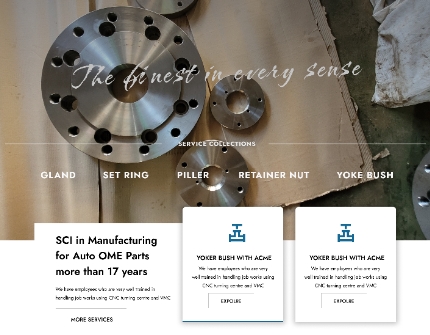 The finest in every sense
SERVICE COLLECTIONS
GLAND SET RING PILLER RETAINER NUT YOKE BUSH
SCI in Manufacturing
for Auto OME Parts
more than 17 years
We have employees who are very well trained in
handling job works using CNC turning centre and VMC
MORE SERVICES
YOKER BUSH WITH ACME
We have employees who are very
well trained in handling job works using
CNC turning centre and VMC
EXPOLRE
YOKER BUSH WITH ACME
We have employees who are very
well trained in handling job works using
CNC turning centre and VMC
EXPOLRE